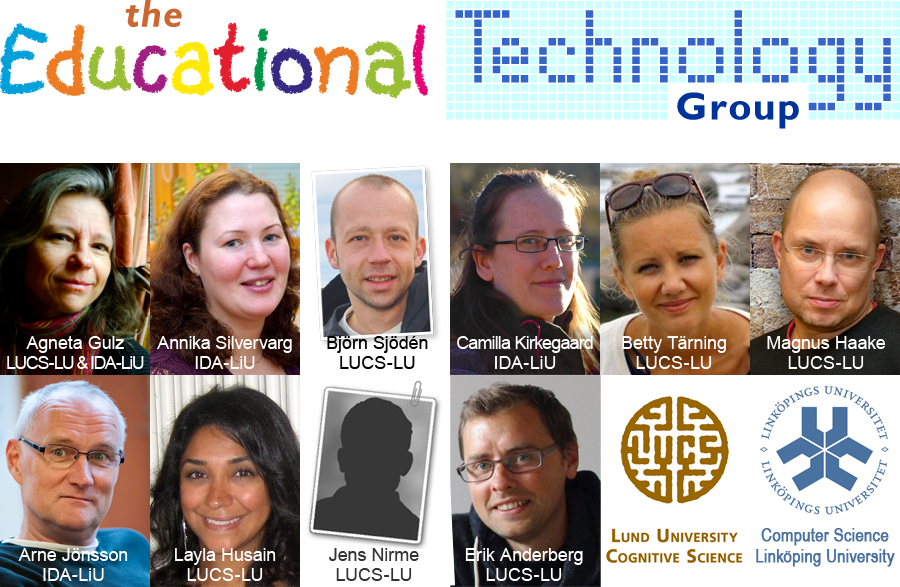 the
Educational Technology
Group
Agneta Gulz
LUCS-LU & IDA-LiU
Annika Silvervarg
IDA-LiU
Björn Sjödén
LUCS-LU
Camilla Kirkegaard
IDA-LiU
Betty Tärning
LUCS-LU
Magnus Haake
LUCS-LU
Arne Jönsson
IDA-LiU
Layla Husain
LUCS-LU
Jens Nirme
LUCS-LU
Erik Anderberg
LUCS-LU
LUCS
LUND UNIVERSITY
COGNITIVE SCIENCE
LINKÖPINGS UNIVERSITET
LINKÖPINGS UNIVERSITET
Computer Science
Linköping University